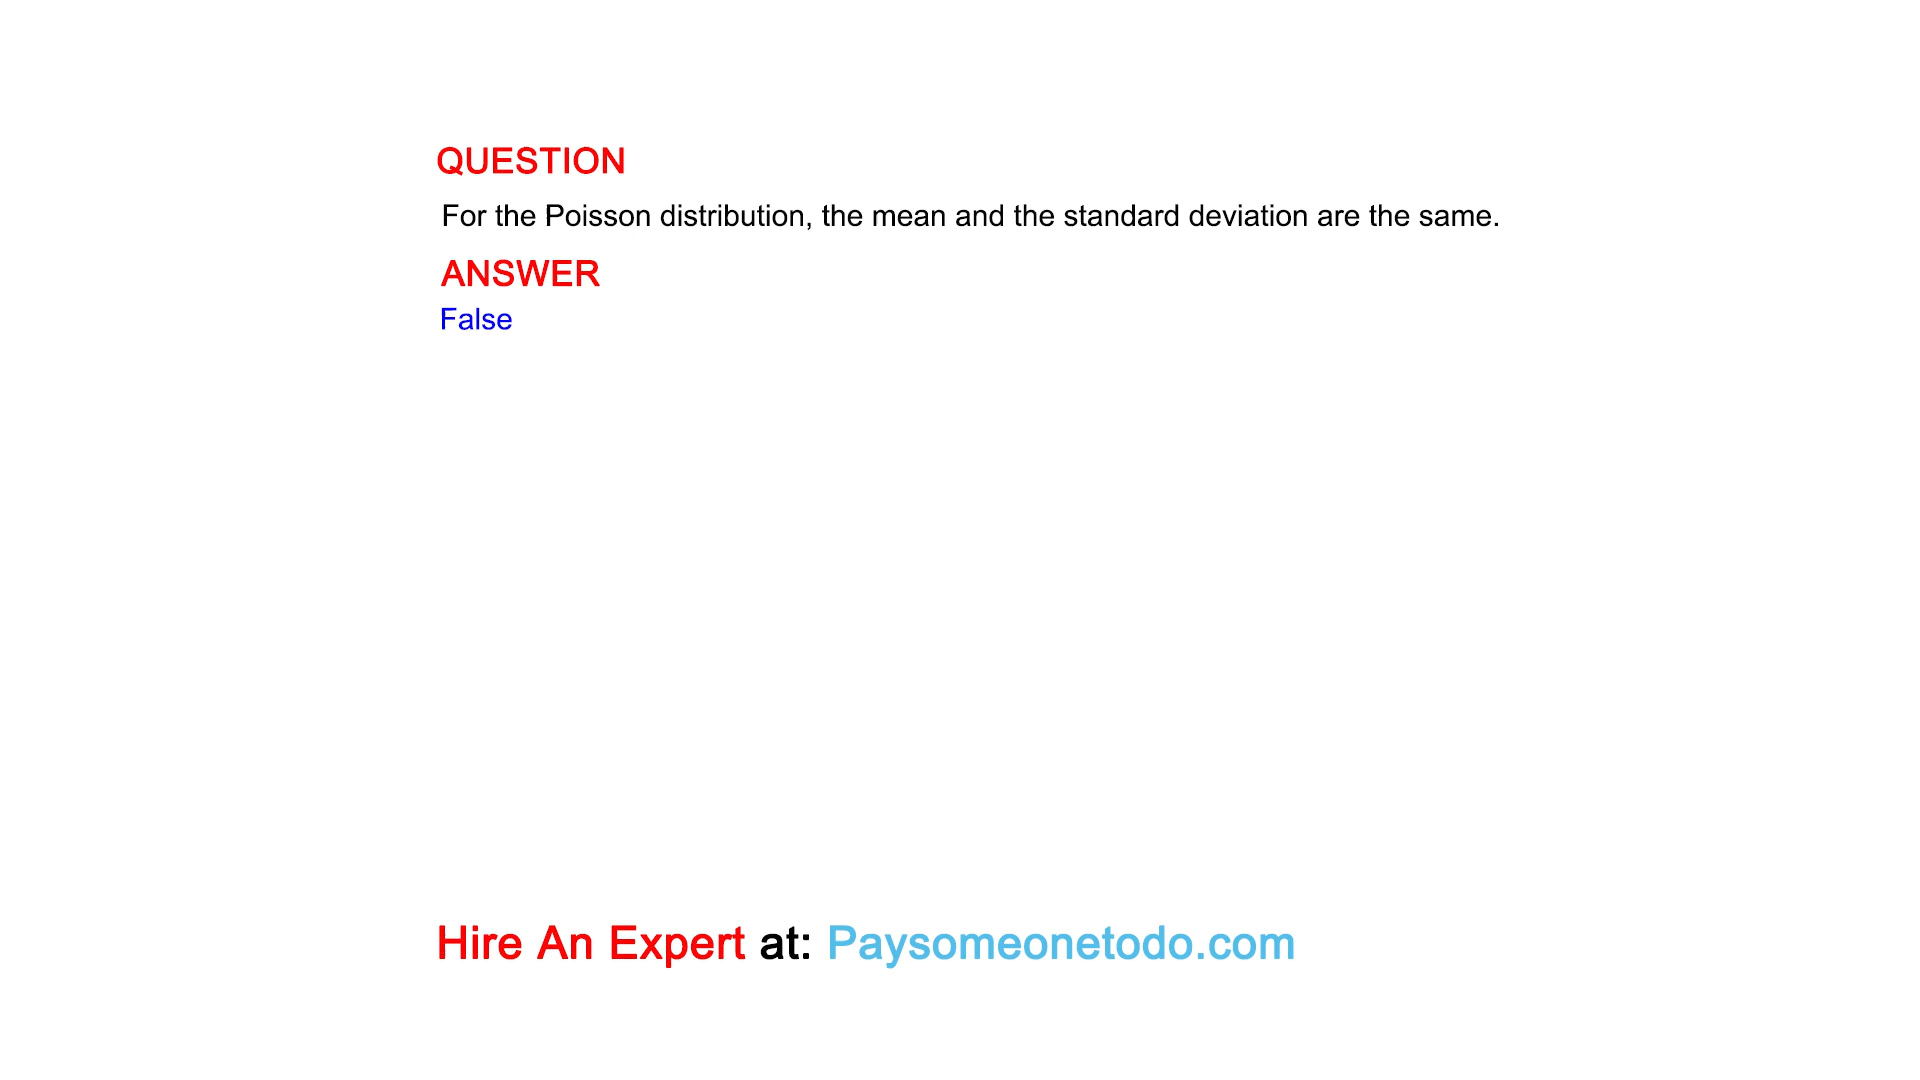 QUESTION
For the Poisson distribution, the mean and the standard deviation are the same.
ANSWER
False
Hire An Expert at: Paysomeonetodo.com